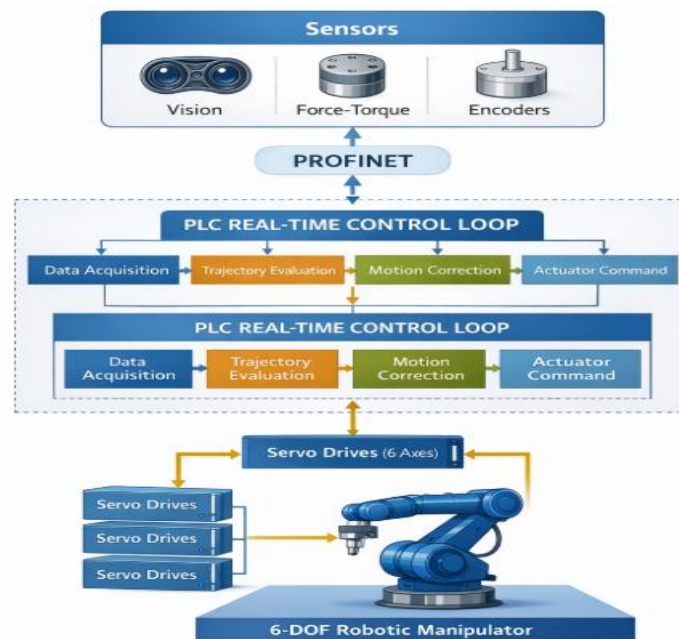 Sensors
Vision
Force-Torque
Encoders
PROFINET
PLC REAL-TIME CONTROL LOOP
Data Acquisition
Trajectory Evaluation
Motion Correction
Actuator Command
PLC REAL-TIME CONTROL LOOP
Data
Acquisition
Trajectory
Evaluation
Motion
Correction
Actuator
Command
Servo Drives (6 Axes)
Servo Drives
Servo Drives
Servo Drives
6-DOF Robotic Manipulator